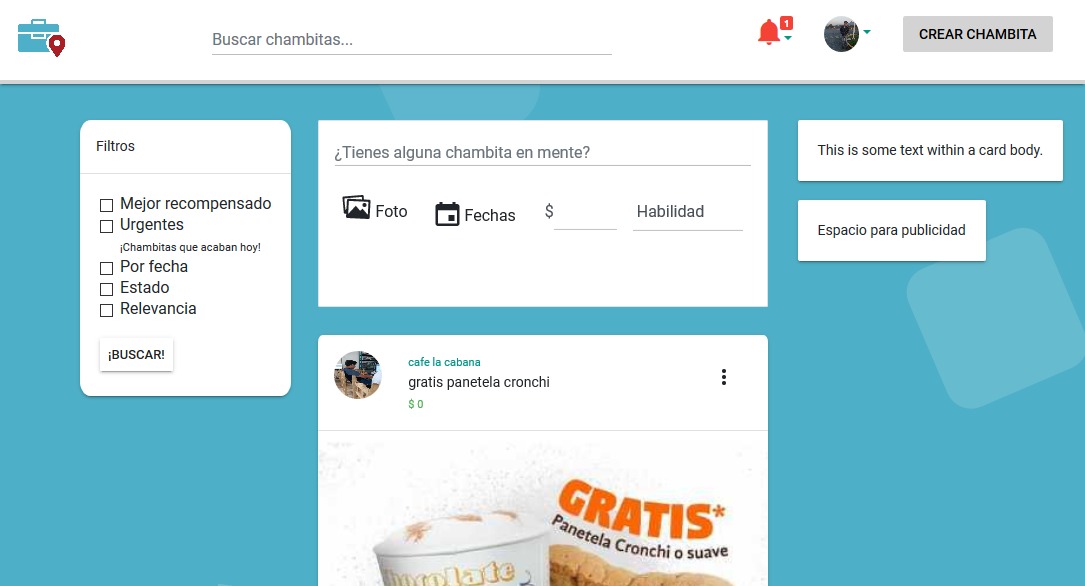 Buscar chambitas...
1
CREAR CHAMBITA
Filtros
Mejor recompensado
Urgentes
¡Chambitas que acaban hoy!
Por fecha
Estado
Relevancia
¡BUSCAR!
¿Tienes alguna chambita en mente?
Foto
Fechas
$
Habilidad
cafe la cabana
gratis panetela cronchi
$ 0
GRATIS*
Panetela Cronchi o suave
chocolate
This is some text within a card body.
Espacio para publicidad